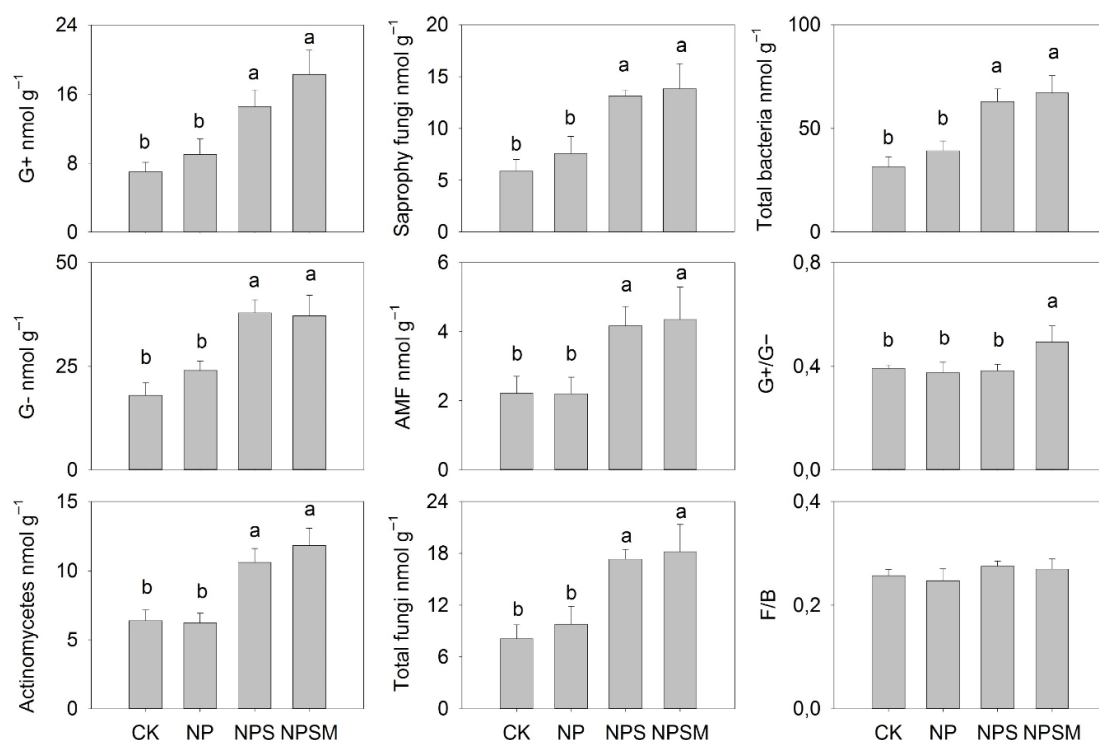 G+ nmol g⁻¹
24
16
8
0
b
b
a
a
Saprophy fungi nmol g⁻¹
20
15
10
5
0
b
b
a
a
Total bacteria nmol g⁻¹
100
50
0
b
b
a
a
G- nmol g⁻¹
50
25
0
b
b
a
a
AMF nmol g⁻¹
6
4
2
0
b
b
a
a
G+/G−
0,8
0,4
0,0
b
b
b
a
Actinomycetes nmol g⁻¹
15
10
5
0
b
b
a
a
CK NP NPS NPSM
Total fungi nmol g⁻¹
24
18
12
6
0
b
b
a
a
CK NP NPS NPSM
F/B
0,4
0,2
0,0
CK NP NPS NPSM